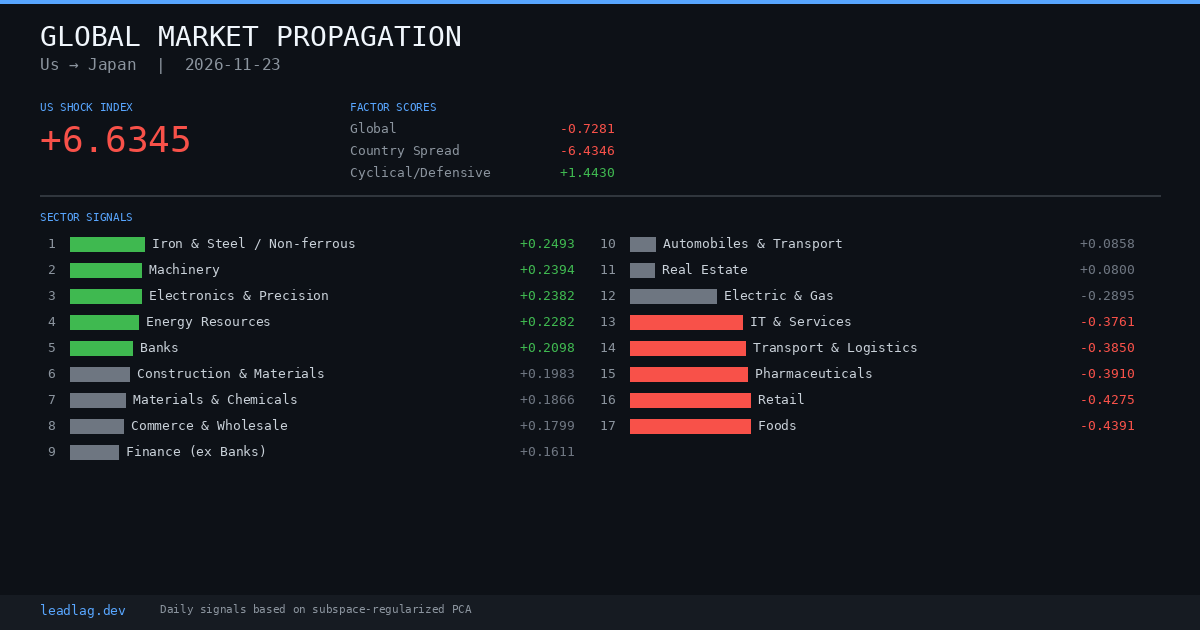 GLOBAL MARKET PROPAGATION
Us → Japan | 2026-11-23
US SHOCK INDEX
+6.6345
FACTOR SCORES
Global -0.7281
Country Spread -6.4346
Cyclical/Defensive +1.4430
SECTOR SIGNALS
1 Iron & Steel / Non-ferrous +0.2493
2 Machinery +0.2394
3 Electronics & Precision +0.2382
4 Energy Resources +0.2282
5 Banks +0.2098
6 Construction & Materials +0.1983
7 Materials & Chemicals +0.1866
8 Commerce & Wholesale +0.1799
9 Finance (ex Banks) +0.1611
10 Automobiles & Transport +0.0858
11 Real Estate +0.0800
12 Electric & Gas -0.2895
13 IT & Services -0.3761
14 Transport & Logistics -0.3850
15 Pharmaceuticals -0.3910
16 Retail -0.4275
17 Foods -0.4391
leadlag.dev Daily signals based on subspace-regularized PCA